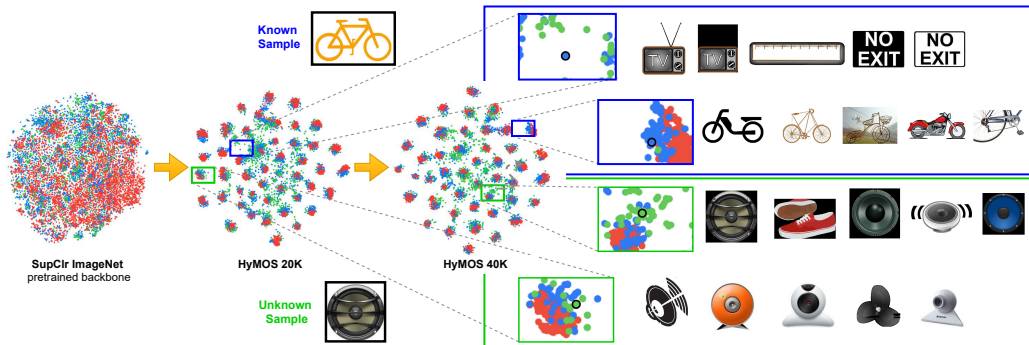 Known
Sample
TV
TV
NO
EXIT
NO
EXIT
SupClr ImageNet
pretrained backbone
HyMOS 20K
HyMOS 40K
Unknown
Sample